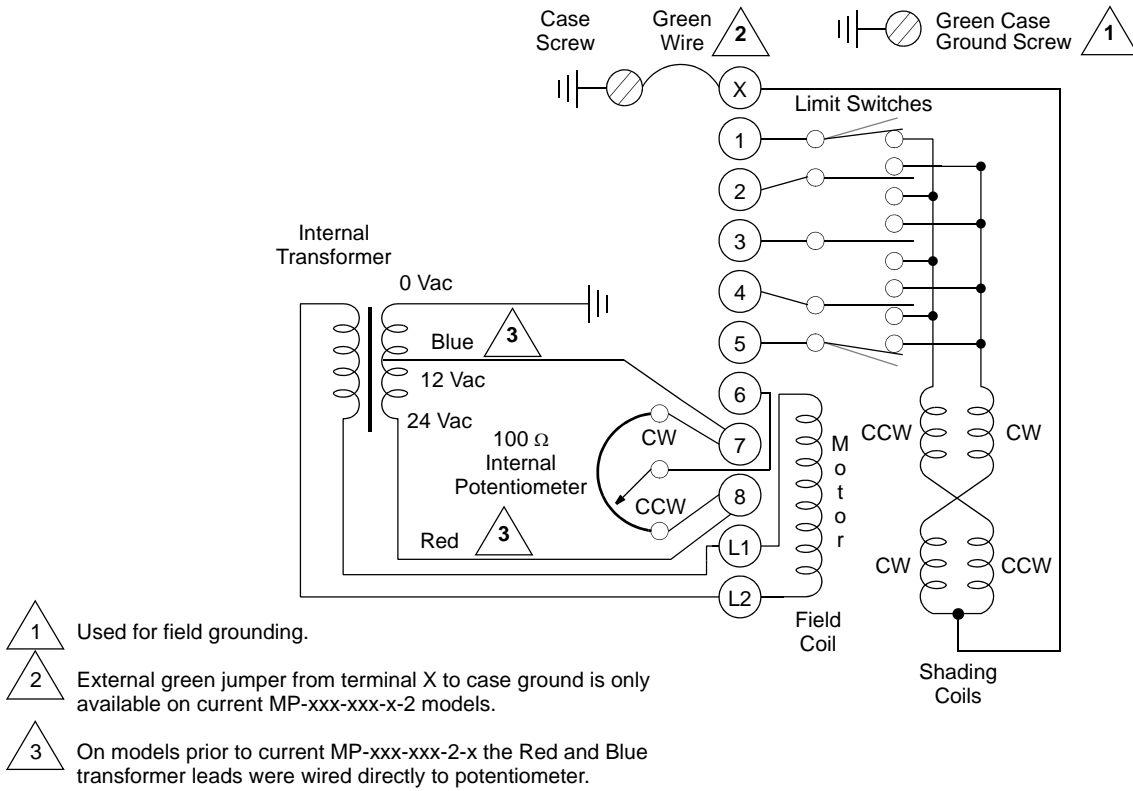 Case
Screw
Green
Wire
2
Green Case
Ground Screw
1
X
Limit Switches
1
2
3
4
5
6
7
8
L1
L2
Internal
Transformer
0 Vac
Blue
3
12 Vac
24 Vac
100 Ω
Internal
Potentiometer
CW
CCW
Red
3
Motor
Field
Coil
CCW
CW
CW
CCW
Shading
Coils
1 Used for field grounding.
2 External green jumper from terminal X to case ground is only
available on current MP-xxx-xxx-x-2 models.
3 On models prior to current MP-xxx-xxx-2-x the Red and Blue
transformer leads were wired directly to potentiometer.